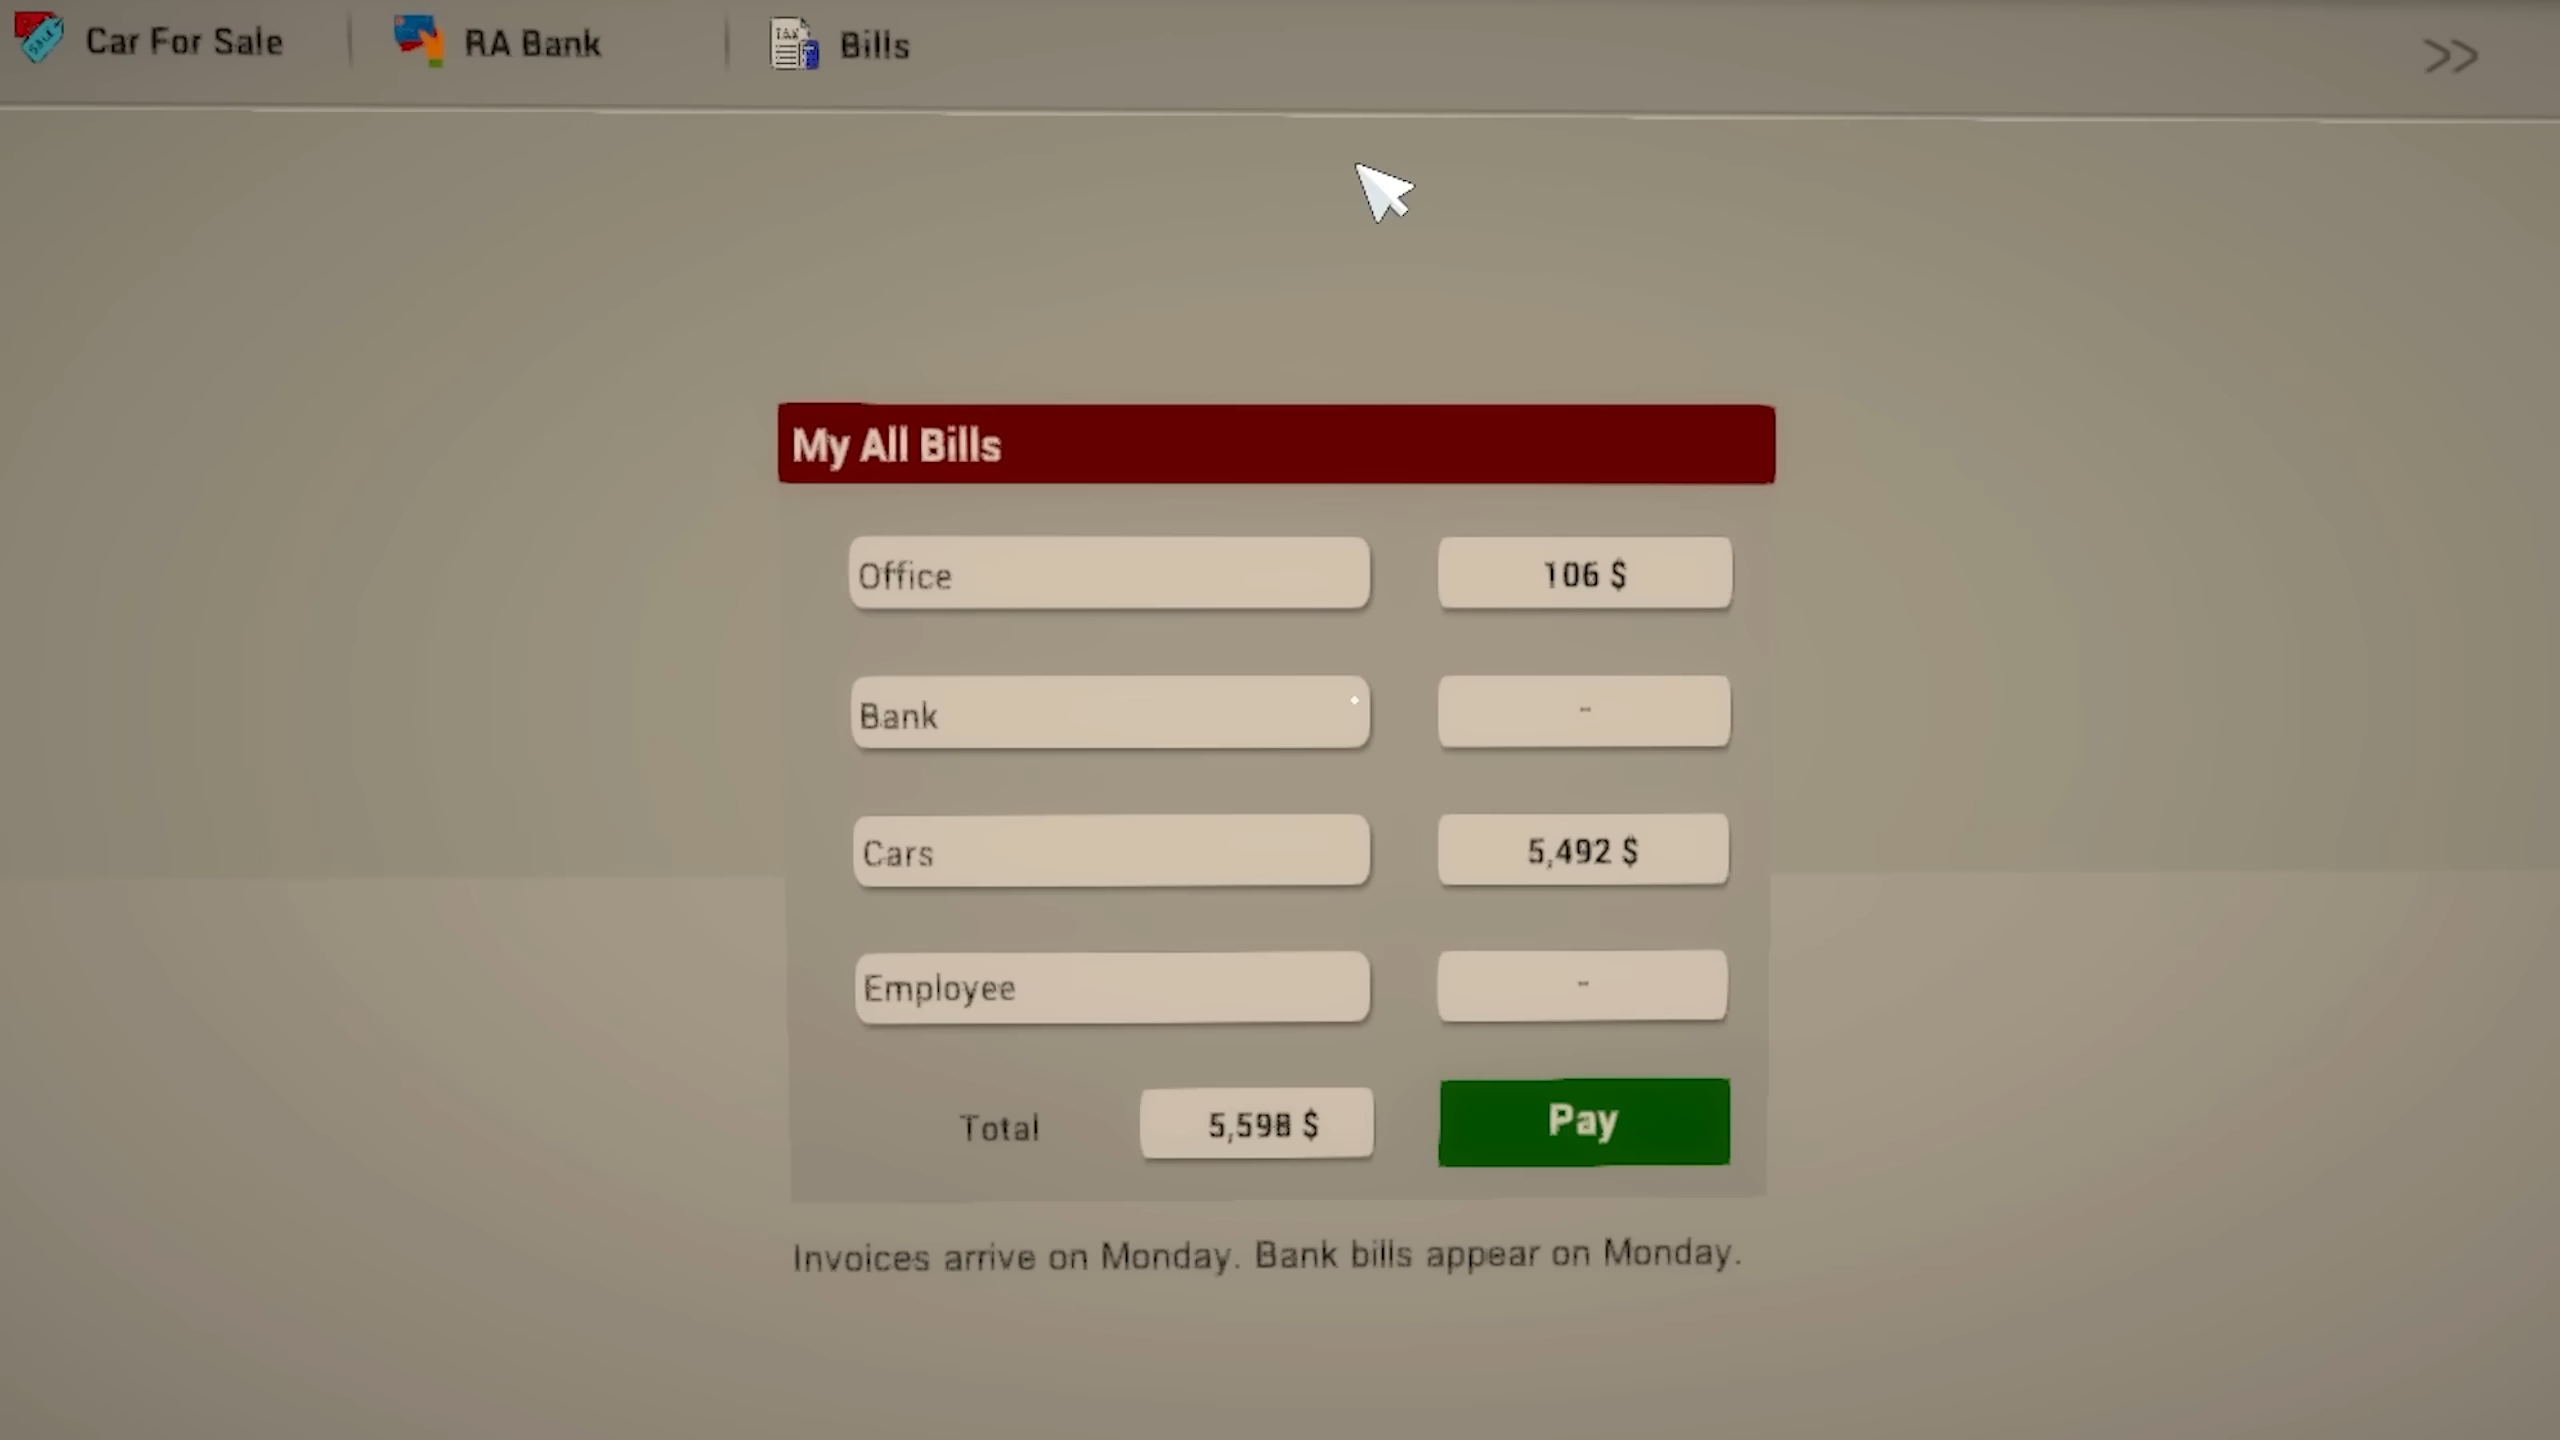 Car For Sale
RA Bank
Bills
>>
My All Bills
Office
106 $
Bank
-
Cars
5,492 $
Employee
-
Total
5,598 $
Pay
Invoices arrive on Monday. Bank bills appear on Monday.